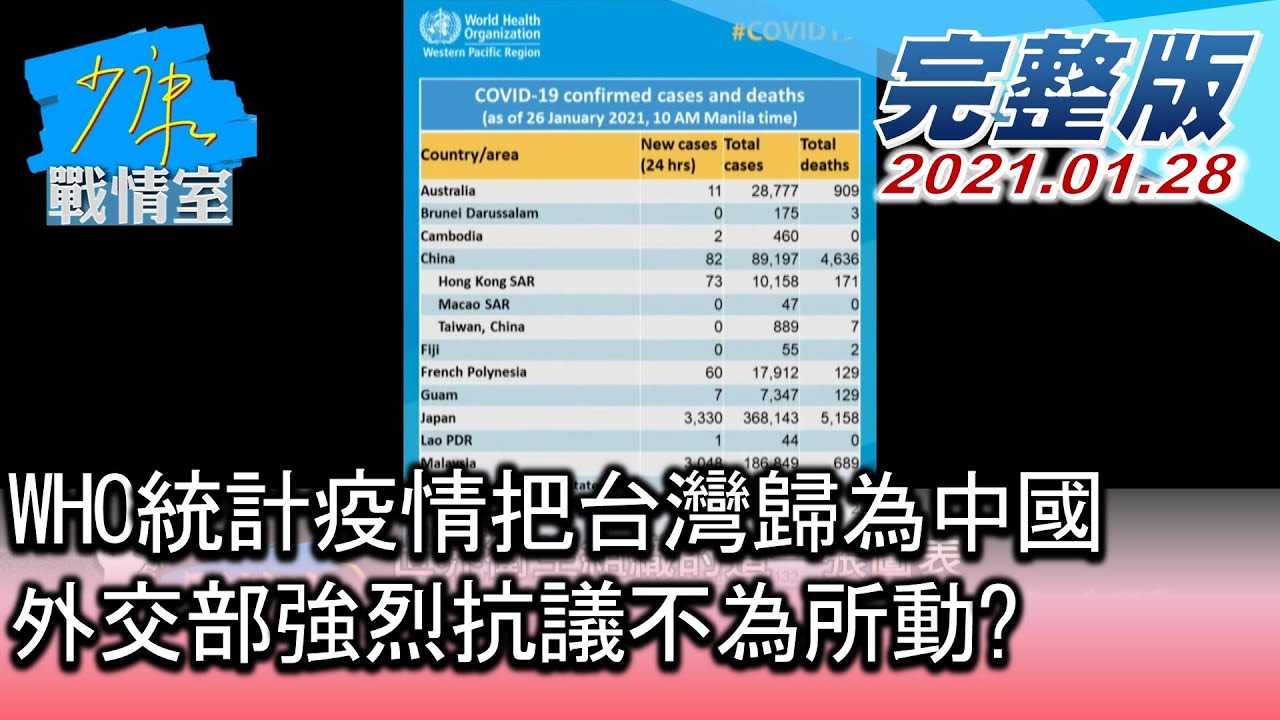 少康
戰情室
World Health
Organization
Western Pacific Region
#COVID19
完整版
2021.01.28
COVID-19 confirmed cases and deaths
(as of 26 January 2021, 10 AM Manila time)
Country/area New cases (24 hrs) Total cases Total deaths
Australia 11 28,777 909
Brunei Darussalam 0 175 3
Cambodia 2 460 0
China 82 89,197 4,636
Hong Kong SAR 73 10,158 171
Macao SAR 0 47 0
Taiwan, China 0 889 7
Fiji 0 55 2
French Polynesia 60 17,912 129
Guam 7 7,347 129
Japan 3,330 368,143 5,158
Lao PDR 1 44 0
Malaysia 3,048 186,849 689
WHO統計疫情把台灣歸為中國
外交部強烈抗議不為所動?